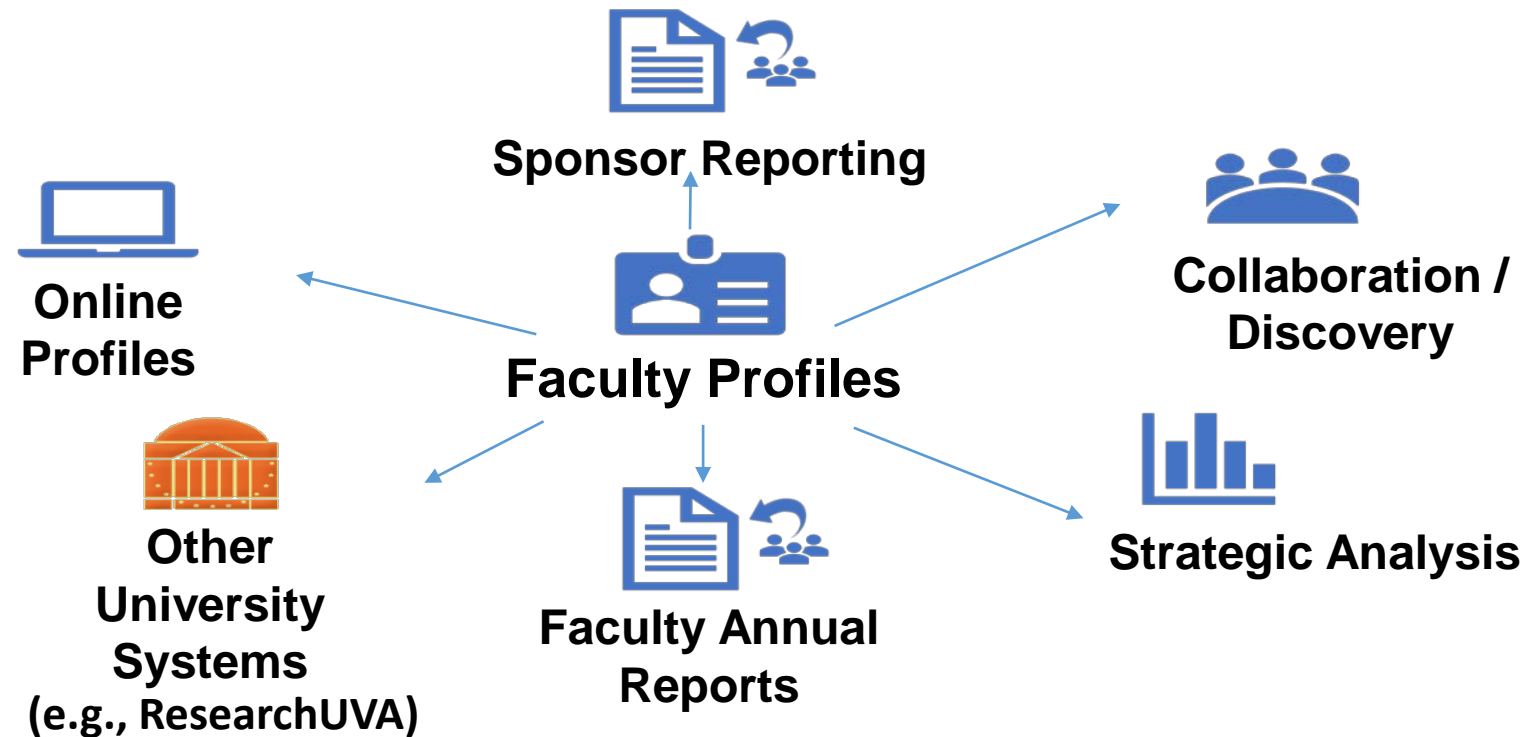 Sponsor Reporting
Online
Profiles
Collaboration /
Discovery
Faculty Profiles
Other
University
Systems
(e.g., ResearchUVA)
Faculty Annual
Reports
Strategic Analysis